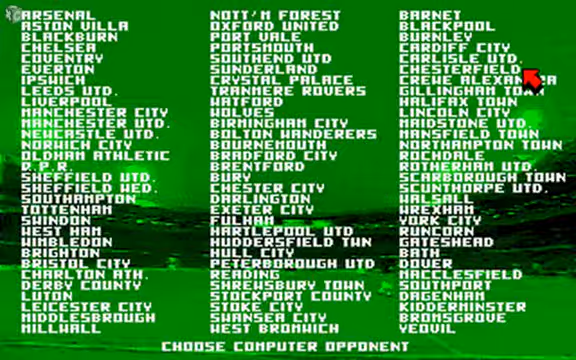 ARSENAL
ASTON VILLA
BLACKBURN
CHELSEA
COVENTRY
EVERTON
IPSWICH
LEEDS UTD.
LIVERPOOL
MANCHESTER CITY
MANCHESTER UTD.
NEWCASTLE UTD.
NORWICH CITY
OLDHAM ATHLETIC
Q.P.R.
SHEFFIELD UTD.
SHEFFIELD WED.
SOUTHAMPTON
TOTTENHAM
SWINDON
WEST HAM
WIMBLEDON
BRIGHTON
BRISTOL CITY
CHARLTON ATH.
DERBY COUNTY
LUTON
LEICESTER CITY
MIDDLESBROUGH
MILLWALL
NOTT'M FOREST
OXFORD UNITED
PORT VALE
PORTSMOUTH
SOUTHEND UTD
SUNDERLAND
CRYSTAL PALACE
TRANMERE ROVERS
WATFORD
WOLVES
BIRMINGHAM CITY
BOLTON WANDERERS
BOURNEMOUTH
BRADFORD CITY
BRENTFORD
BURY
CHESTER CITY
DARLINGTON
EXETER CITY
FULHAM
HARTLEPOOL UTD
HUDDERSFIELD TWN
HULL CITY
PETERBOROUGH UTD
READING
SHREWSBURY TOWN
STOCKPORT COUNTY
STOKE CITY
SWANSEA CITY
WEST BROMWICH
BARNET
BLACKPOOL
BURNLEY
CARDIFF CITY
CARLISLE UTD.
CHESTERFIELD
CREWE
GILLINGHAM
HALIFAX TOWN
LINCOLN CITY
MAIDSTONE UTD.
MANSFIELD TOWN
NORTHAMPTON TOWN
ROCHDALE
ROTHERHAM UTD.
SCARBOROUGH TOWN
SCUNTHORPE UTD.
WALSALL
WREXHAM
YORK CITY
RUNCORN
GATESHEAD
BATH
DOVER
MACCLESFIELD
SOUTHPORT
DAGENHAM
KIDDERMINSTER
BROMSGROVE
YEOVIL
CHOOSE COMPUTER OPPONENT